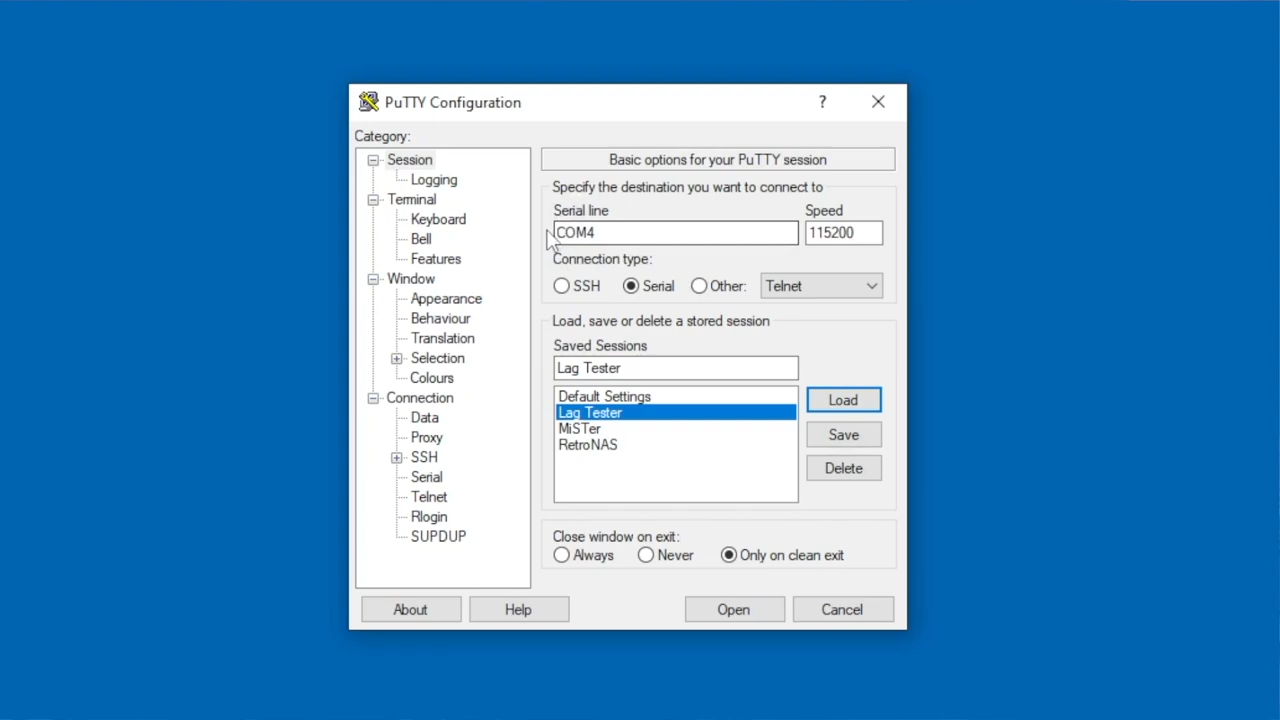 PuTTY Configuration
?
Category:
Session
Logging
Terminal
Keyboard
Bell
Features
Window
Appearance
Behaviour
Translation
Selection
Colours
Connection
Data
Proxy
SSH
Serial
Telnet
Rlogin
SUPDUP
Basic options for your PuTTY session
Specify the destination you want to connect to
Serial line Speed
COM4 115200
Connection type:
SSH Serial Other: Telnet
Load, save or delete a stored session
Saved Sessions
Lag Tester
Default Settings
Lag Tester
MiSTer
RetroNAS
Load
Save
Delete
Close window on exit:
Always Never Only on clean exit
About Help Open Cancel